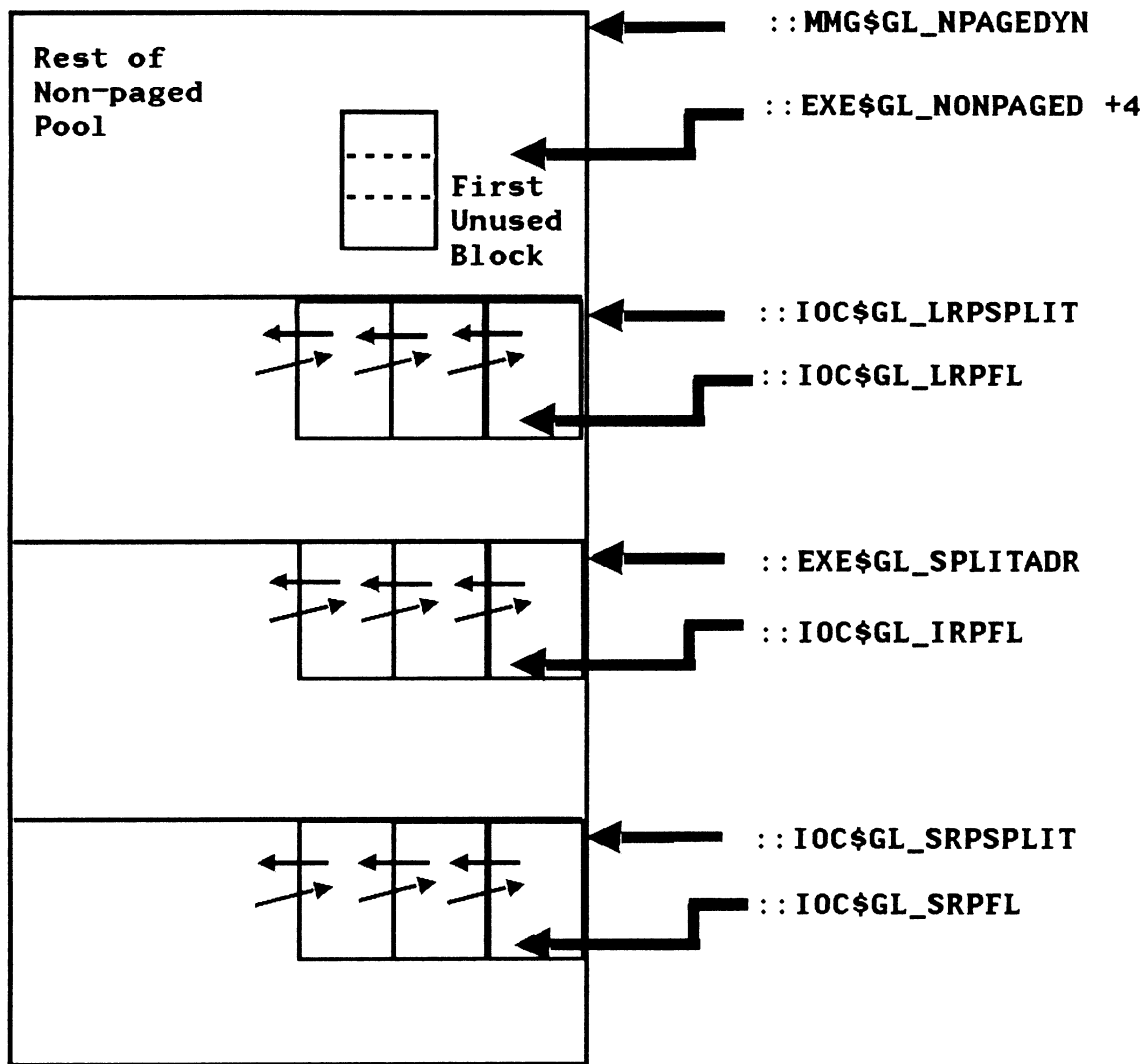 Rest of
Non-paged
Pool
First
Unused
Block
::MMG$GL_NPAGEDYN
::EXE$GL_NONPAGED +4
::IOC$GL_LRPSPLIT
::IOC$GL_LRPFL
::EXE$GL_SPLITADR
::IOC$GL_IRPFL
::IOC$GL_SRPSPLIT
::IOC$GL_SRPFL